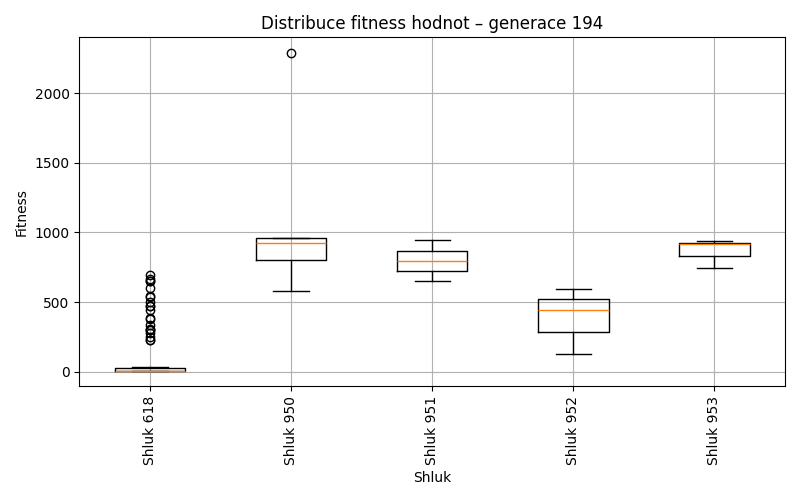 Distribuce fitness hodnot – generace 194
Fitness
2000
1500
1000
500
0
Shluk 618
Shluk 950
Shluk 951
Shluk 952
Shluk 953
Shluk